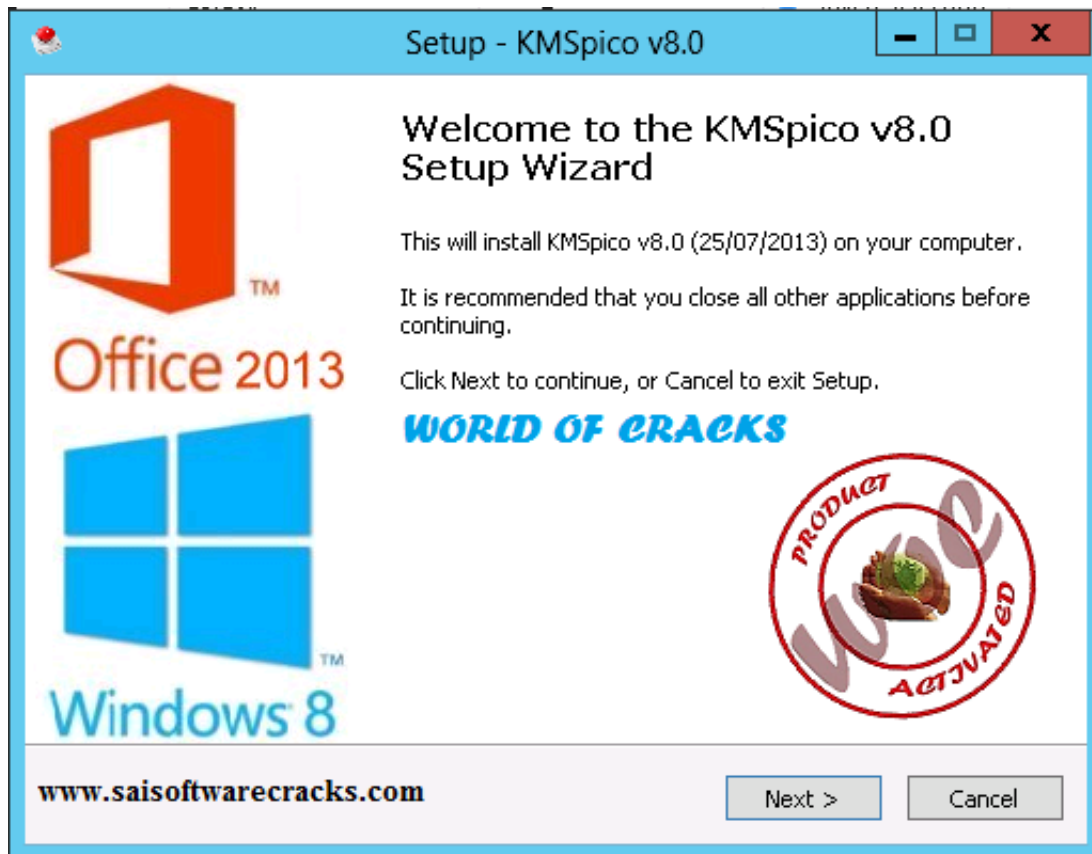 Setup - KMSpico v8.0
Welcome to the KMSpico v8.0
Setup Wizard
This will install KMSpico v8.0 (25/07/2013) on your computer.
It is recommended that you close all other applications before
continuing.
Click Next to continue, or Cancel to exit Setup.
WORLD OF CRACKS
TM
Office 2013
TM
Windows 8
PRODUCT
woc
ACTIVATED
www.saisoftwarecracks.com
Next >
Cancel